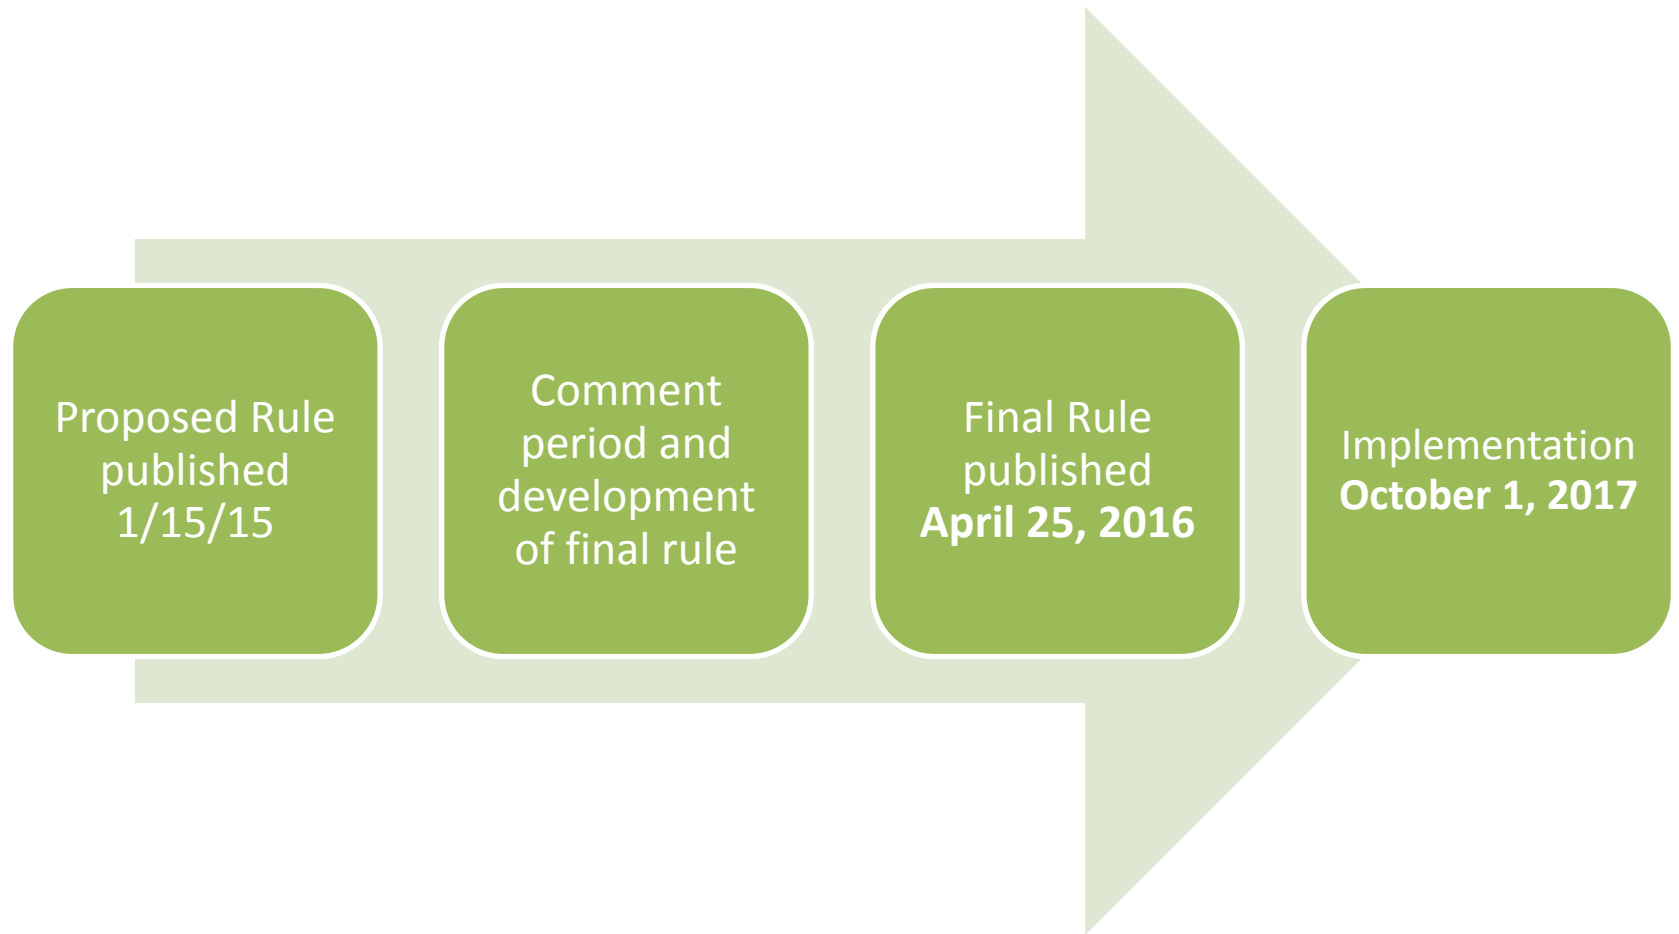 Proposed Rule
published
1/15/15
Comment
period and
development
of final rule
Final Rule
published
April 25, 2016
Implementation
October 1, 2017